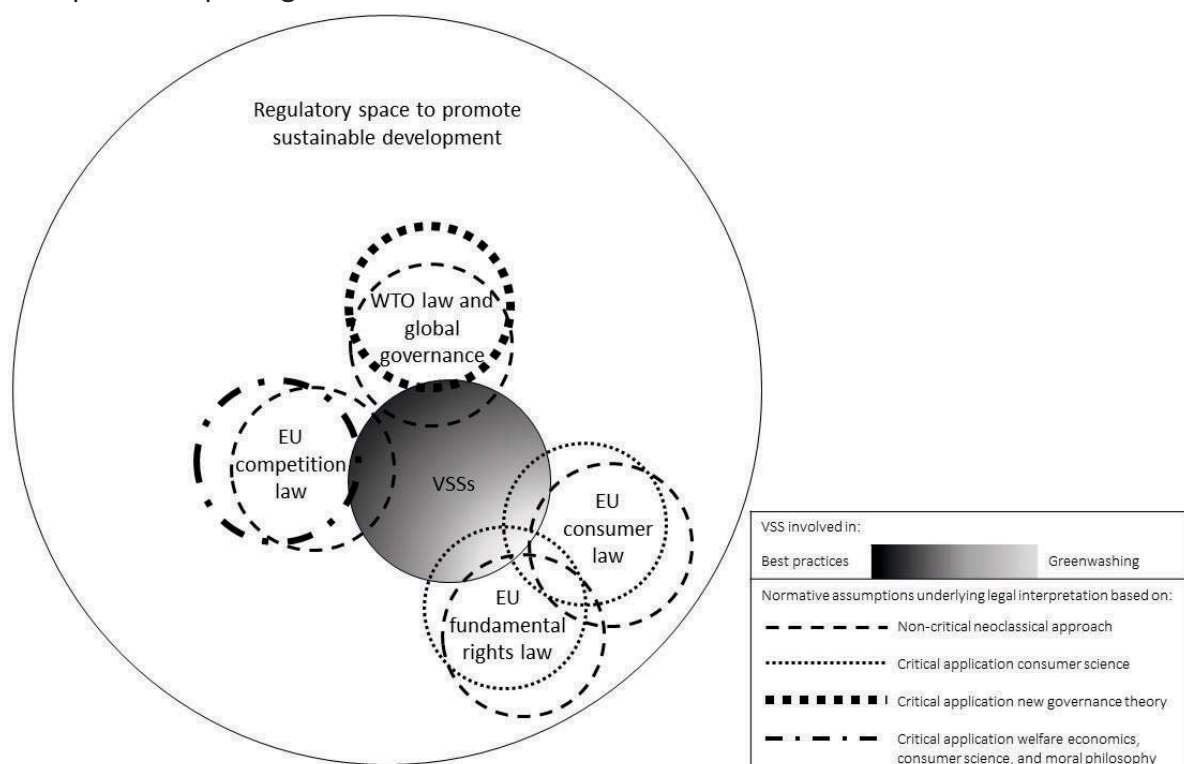 Regulatory space to promote
sustainable development
WTO law and
global
governance
EU
competition
law
VSSs
EU
consumer
law
EU
fundamental
rights law
VSS involved in:
Best practices
Greenwashing
Normative assumptions underlying legal interpretation based on:
Non-critical neoclassical approach
Critical application consumer science
Critical application new governance theory
Critical application welfare economics,
consumer science, and moral philosophy